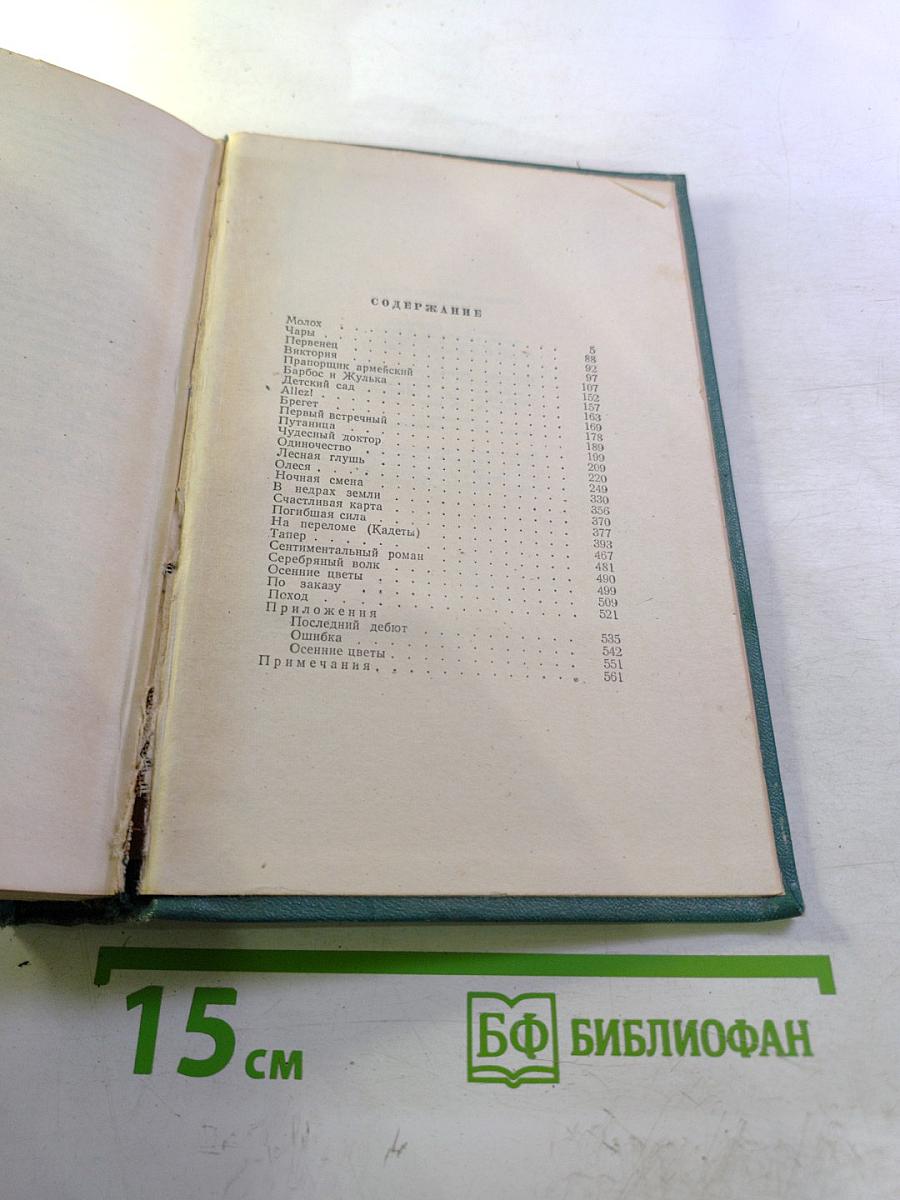 СОДЕРЖАНИЕ
Молох . . . . . . . . . . . . 5
Чары . . . . . . . . . . . . 88
Первенец . . . . . . . . . . . . 92
Виктория . . . . . . . . . . . . 97
Прапорщик армейский . . . . . . . . 107
Барбос и Жулька . . . . . . . . . 152
Детский сад . . . . . . . . . . 157
Allez! . . . . . . . . . . . . 163
Брегет . . . . . . . . . . . . 169
Первый встречный . . . . . . . . . 178
Путаница . . . . . . . . . . . 189
Чудесный доктор . . . . . . . . . 199
Одиночество . . . . . . . . . . 209
Лесная глушь . . . . . . . . . . 220
Олеся . . . . . . . . . . . . 249
Ночная смена . . . . . . . . . . 330
В недрах земли . . . . . . . . . 356
Счастливая карта . . . . . . . . . 370
Погибшая сила . . . . . . . . . . 377
На переломе (Кадеты) . . . . . . . 393
Тапер . . . . . . . . . . . . 467
Сентиментальный роман . . . . . . . 481
Серебряный волк . . . . . . . . . 490
Осенние цветы . . . . . . . . . . 499
По заказу . . . . . . . . . . . 509
Поход . . . . . . . . . . . . 521
Приложения
Последний дебют . . . . . . . . . 535
Ошибка . . . . . . . . . . . 542
Осенние цветы . . . . . . . . . . 551
Примечания . . . . . . . . . . . 561
15 см
БФ БИБЛИОФАН